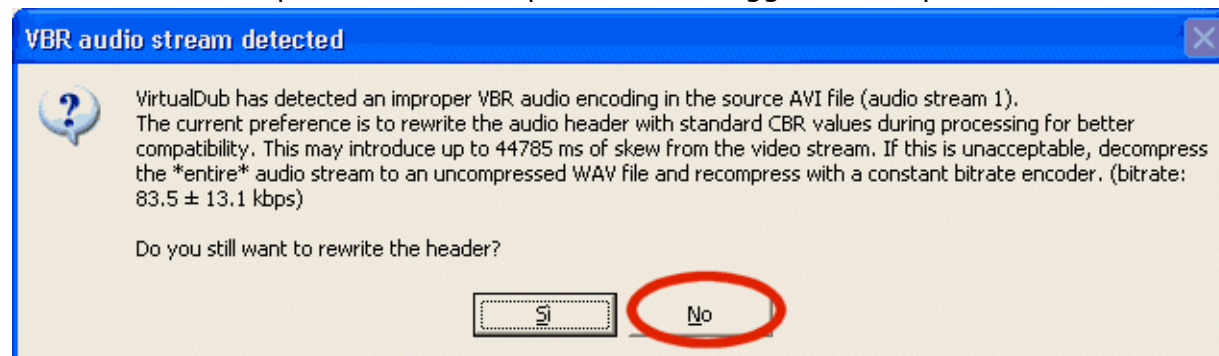 VBR audio stream detected
VirtualDub has detected an improper VBR audio encoding in the source AVI file (audio stream 1).
The current preference is to rewrite the audio header with standard CBR values during processing for better
compatibility. This may introduce up to 44785 ms of skew from the video stream. If this is unacceptable, decompress
the *entire* audio stream to an uncompressed WAV file and recompress with a constant bitrate encoder. (bitrate:
83.5 ± 13.1 kbps)
Do you still want to rewrite the header?
Sì No